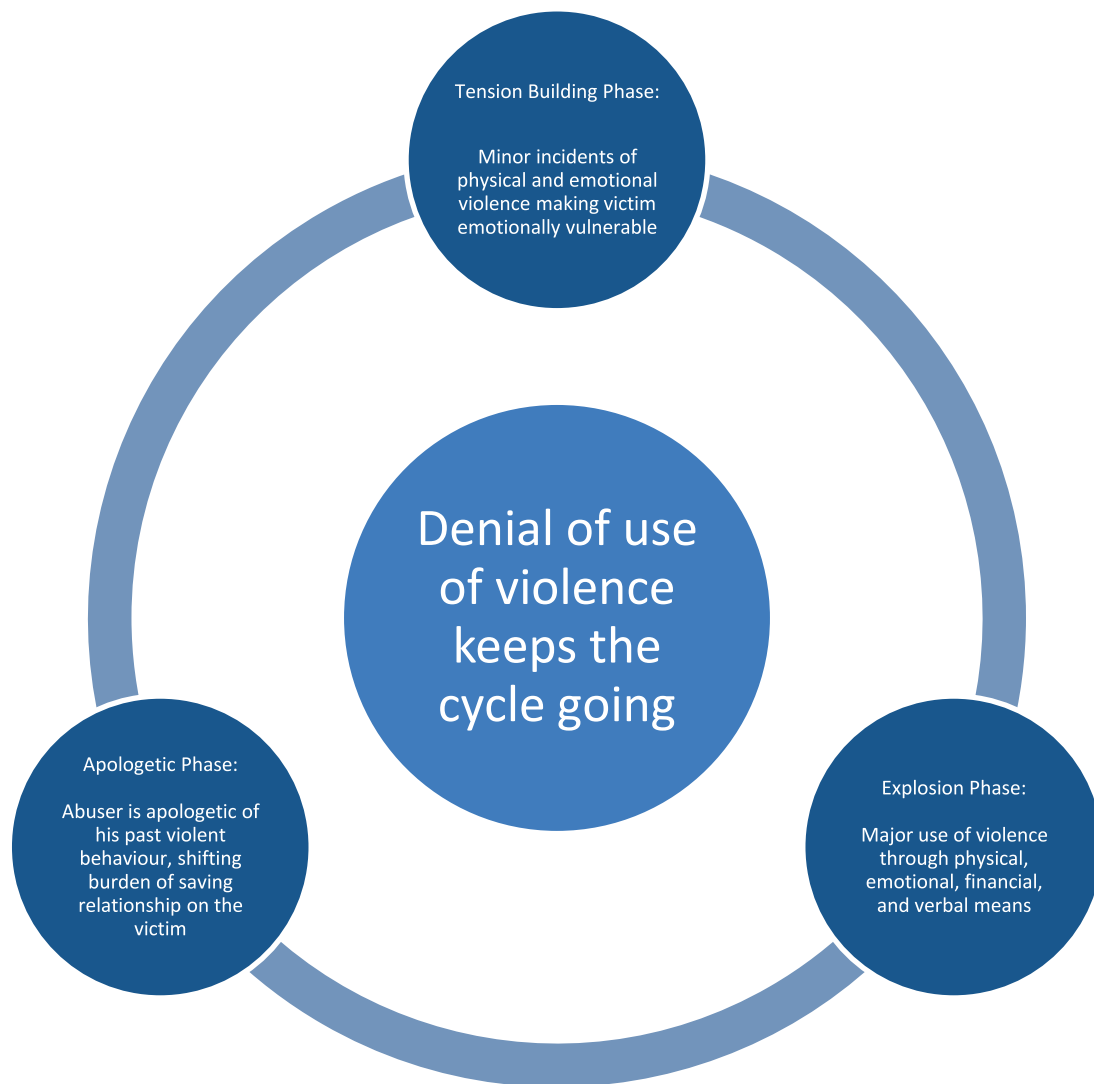 Tension Building Phase:
Minor incidents of
physical and emotional
violence making victim
emotionally vulnerable
Denial of use
of violence
keeps the
cycle going
Apologetic Phase:
Abuser is apologetic of
his past violent
behaviour, shifting
burden of saving
relationship on the
victim
Explosion Phase:
Major use of violence
through physical,
emotional, financial,
and verbal means